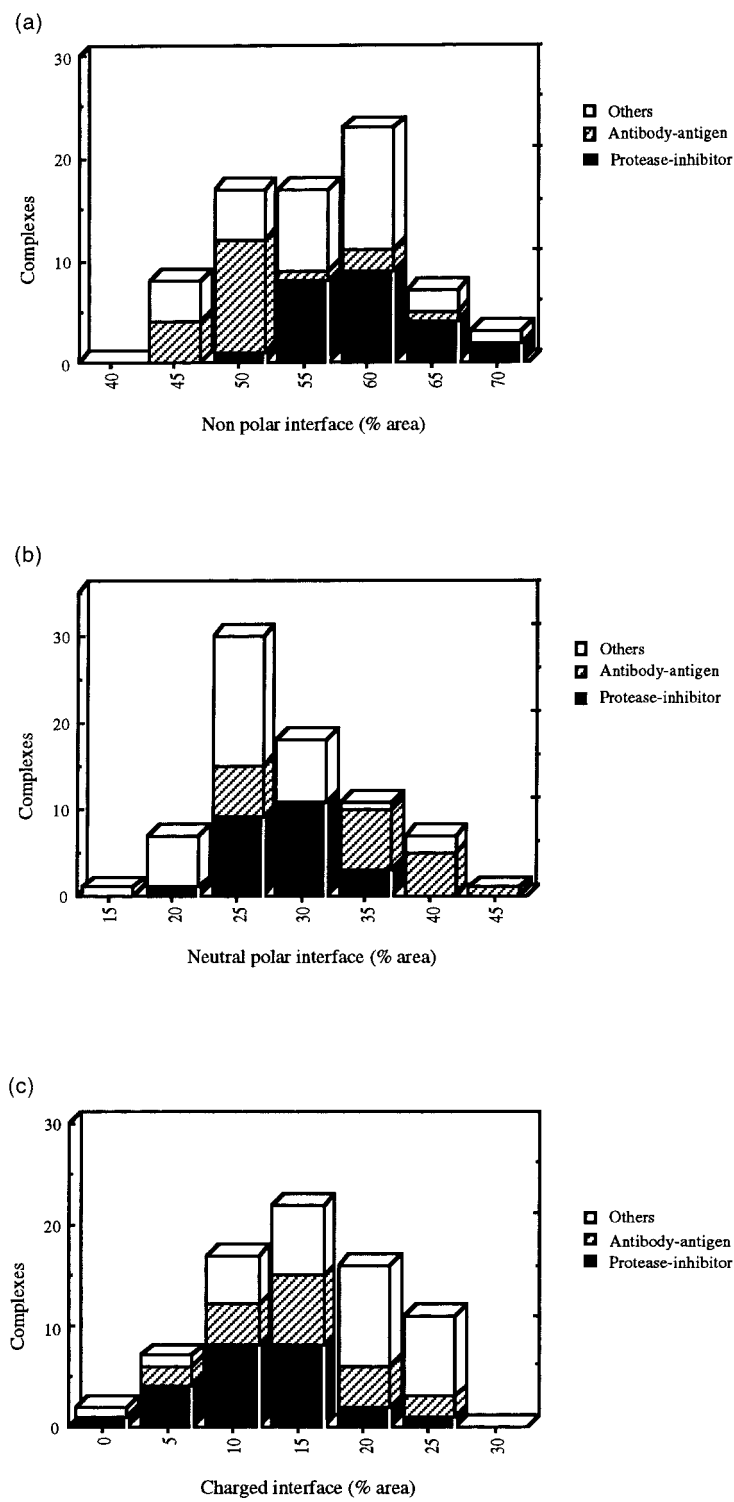 (a)
30
20
10
0
Complexes
40 45 50 55 60 65 70
Non polar interface (% area)
Others
Antibody-antigen
Protease-inhibitor
(b)
30
20
10
0
Complexes
15 20 25 30 35 40 45
Neutral polar interface (% area)
Others
Antibody-antigen
Protease-inhibitor
(c)
30
20
10
0
Complexes
0 5 10 15 20 25 30
Charged interface (% area)
Others
Antibody-antigen
Protease-inhibitor